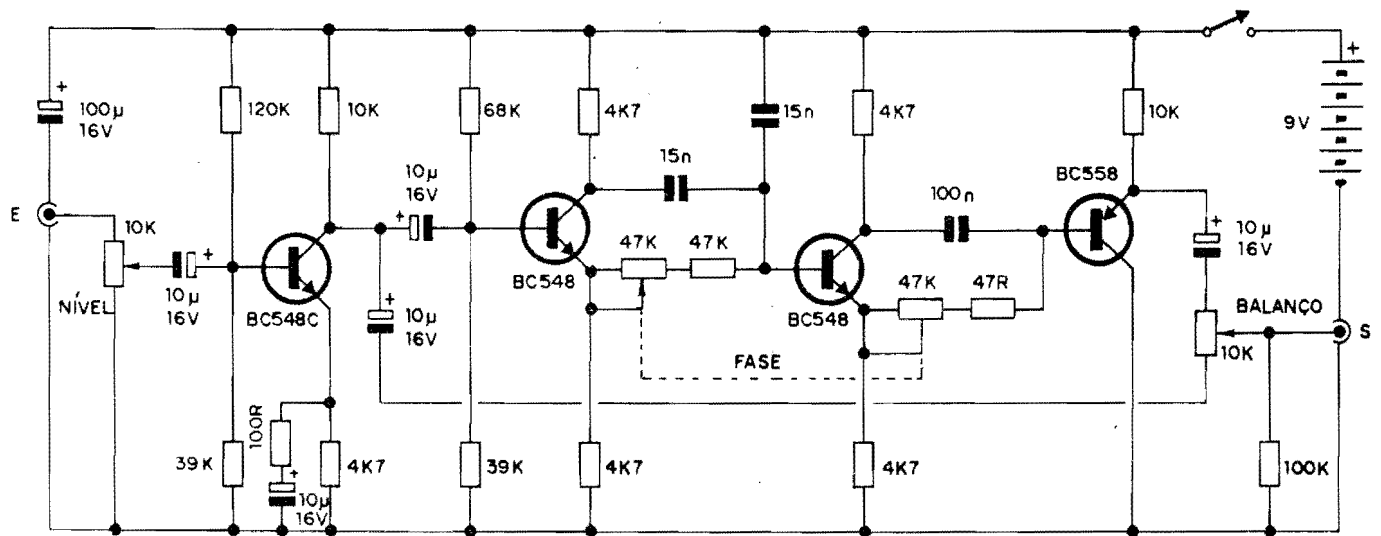 +
100µ
16V
120K
10K
68K
4K7
15n
4K7
10K
+
9V
15n
10µ
16V
+
100n
BC558
+
10µ
16V
E
10K
NÍVEL
+
10µ
16V
BC548C
BC548
47K
47K
BC548
47K
47R
BALANÇO
10K
S
+
10µ
16V
FASE
39K
100R
+
10µ
16V
4K7
39K
4K7
4K7
100K